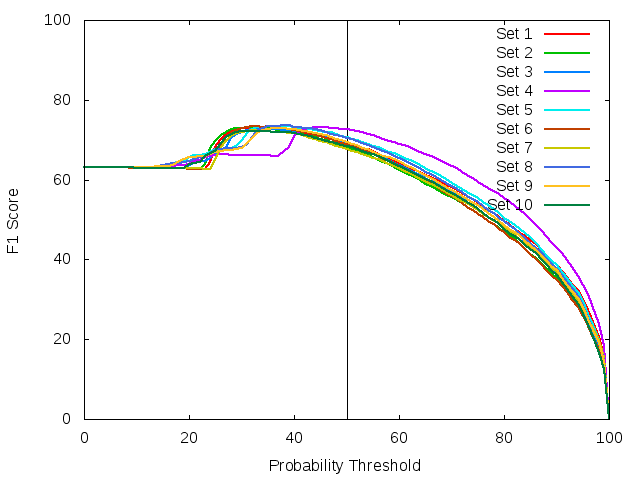 100
80
60
40
20
0
0 20 40 60 80 100
F1 Score
Probability Threshold
Set 1
Set 2
Set 3
Set 4
Set 5
Set 6
Set 7
Set 8
Set 9
Set 10